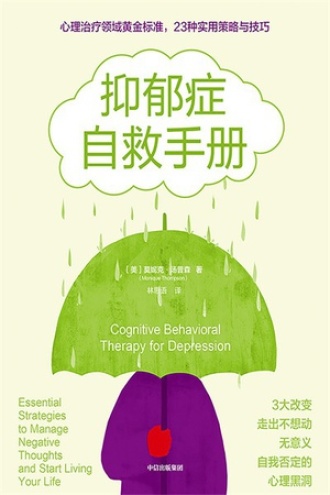 心理治疗领域黄金标准，23种实用策略与技巧
抑郁症
自救手册
［美］莫妮克·汤普森 著
(Monique Thompson)
译
Cognitive Behavioral
Therapy for Depression
Essential
Strategies
to Manage
Negative
Thoughts
and Start Living
Your Life
3大改变
走出不想动
无意义
自我否定的
心理黑洞
中信出版集团